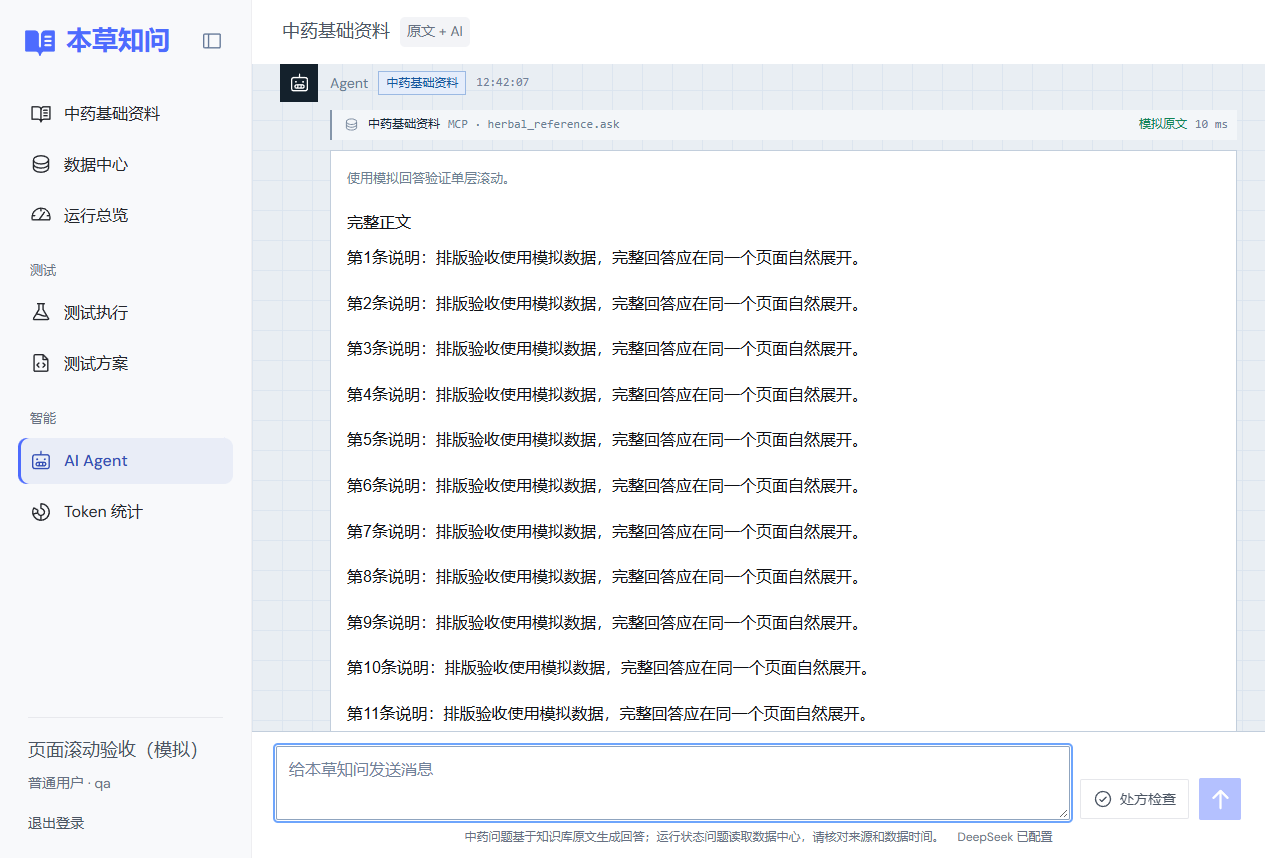 本草知问
中药基础资料
数据中心
运行总览
测试
测试执行
测试方案
智能
AI Agent
Token 统计
页面滚动验收（模拟）
普通用户 · qa
退出登录
中药基础资料 原文 + AI
Agent 中药基础资料 12:42:07
中药基础资料 MCP · herbal_reference.ask 模拟原文 10 ms
使用模拟回答验证单层滚动。
完整正文
第1条说明：排版验收使用模拟数据，完整回答应在同一个页面自然展开。
第2条说明：排版验收使用模拟数据，完整回答应在同一个页面自然展开。
第3条说明：排版验收使用模拟数据，完整回答应在同一个页面自然展开。
第4条说明：排版验收使用模拟数据，完整回答应在同一个页面自然展开。
第5条说明：排版验收使用模拟数据，完整回答应在同一个页面自然展开。
第6条说明：排版验收使用模拟数据，完整回答应在同一个页面自然展开。
第7条说明：排版验收使用模拟数据，完整回答应在同一个页面自然展开。
第8条说明：排版验收使用模拟数据，完整回答应在同一个页面自然展开。
第9条说明：排版验收使用模拟数据，完整回答应在同一个页面自然展开。
第10条说明：排版验收使用模拟数据，完整回答应在同一个页面自然展开。
第11条说明：排版验收使用模拟数据，完整回答应在同一个页面自然展开。
给本草知问发送消息
处方检查
中药问题基于知识库原文生成回答；运行状态问题读取数据中心，请核对来源和数据时间。 DeepSeek 已配置